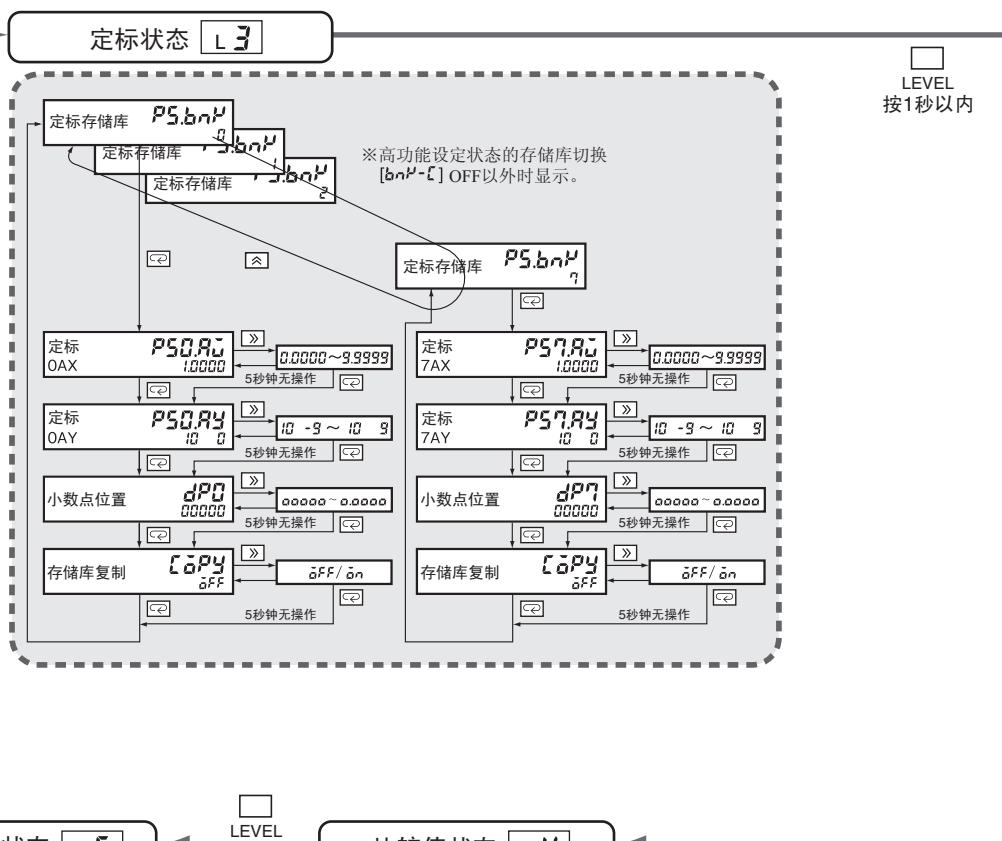 定标状态 L 3
LEVEL
按1秒以内
定标存储库 PS.bnK
0
定标存储库 PS.bnK
1
定标存储库 PS.bnK
2
※高功能设定状态的存储库切换
[bnK-C] OFF以外时显示。
定标存储库 PS.bnK
7
定标 PS0.AX
0AX 1.0000
0.0000～9.9999
5秒钟无操作
定标 PS0.AY
0AY 10 0
10 -9～10 9
5秒钟无操作
小数点位置 dP0
00000
00000～0.0000
5秒钟无操作
存储库复制 COPY
OFF
OFF/ON
5秒钟无操作
定标 PS7.AX
7AX 1.0000
0.0000～9.9999
5秒钟无操作
定标 PS7.AY
7AY 10 0
10 -9～10 9
5秒钟无操作
小数点位置 dP7
00000
00000～0.0000
5秒钟无操作
存储库复制 COPY
OFF
OFF/ON
5秒钟无操作
LEVEL